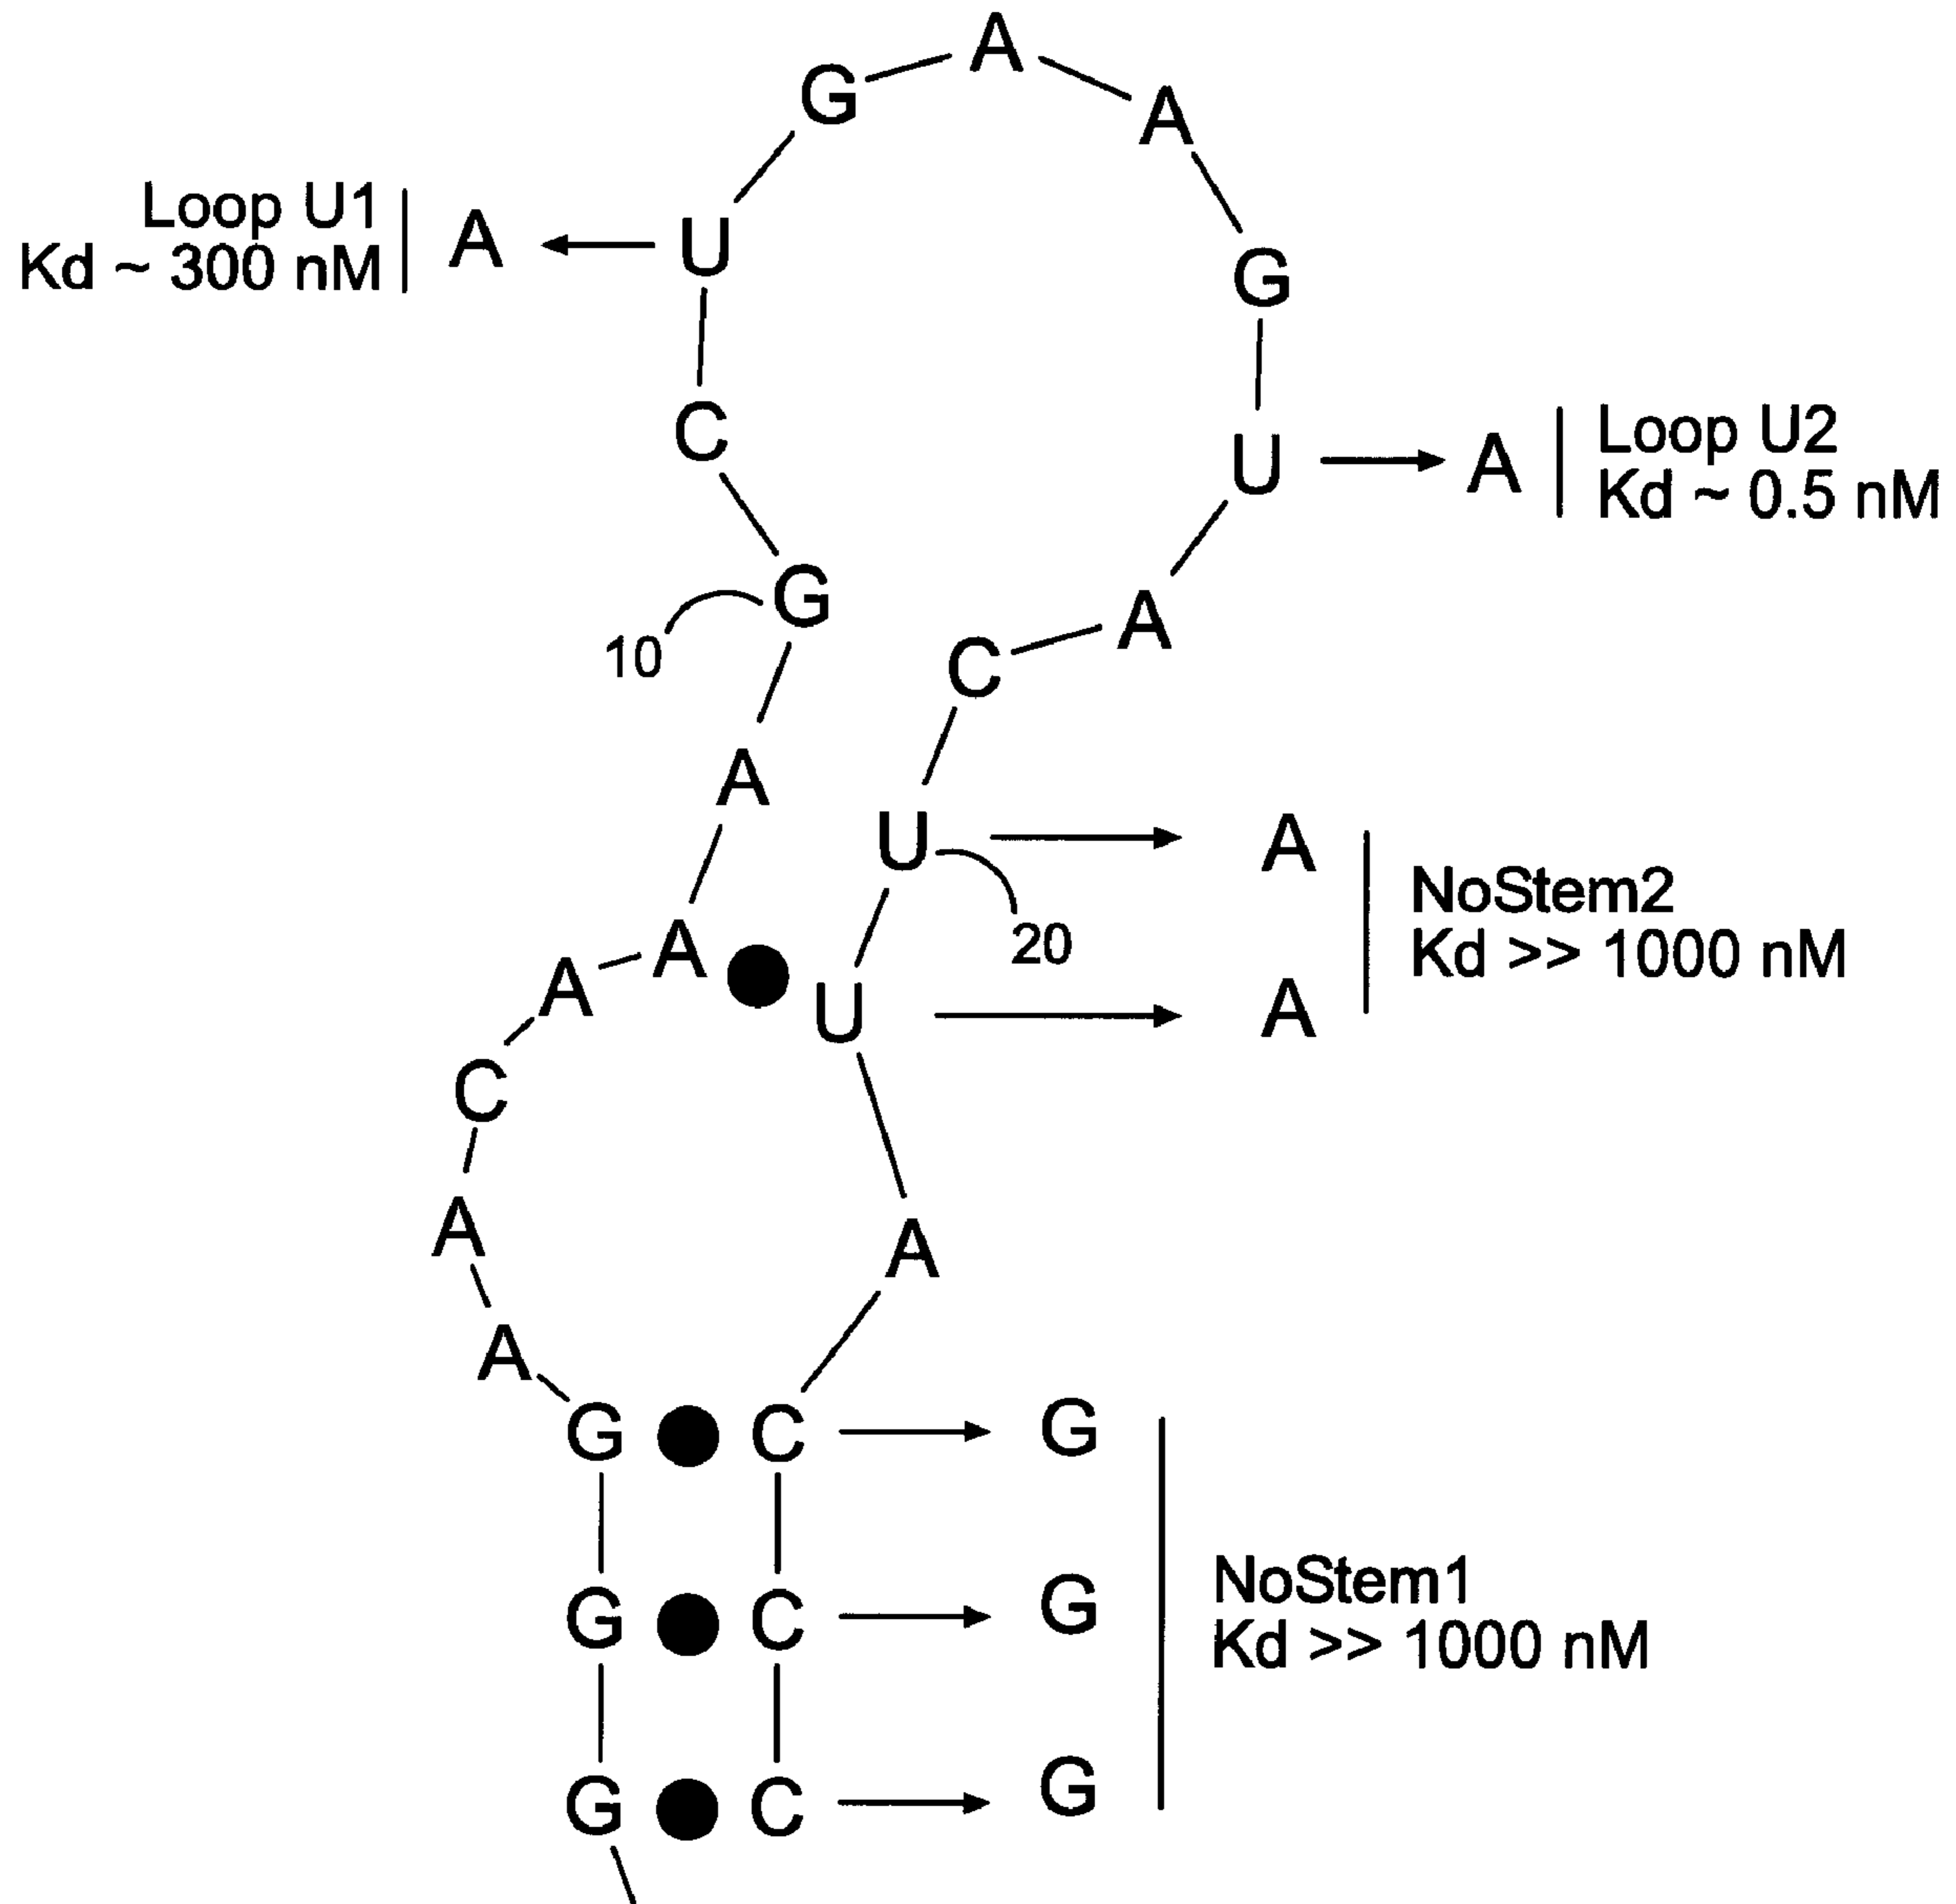 A
G
A
Loop U1
Kd ~ 300 nM
A
U
G
C
U
A
Loop U2
Kd ~ 0.5 nM
G
10
A
C
A
U
A
20
NoStem2
Kd >> 1000 nM
A
A
U
A
C
A
A
A
G
C
G
G
C
G
NoStem1
Kd >> 1000 nM
G
C
G